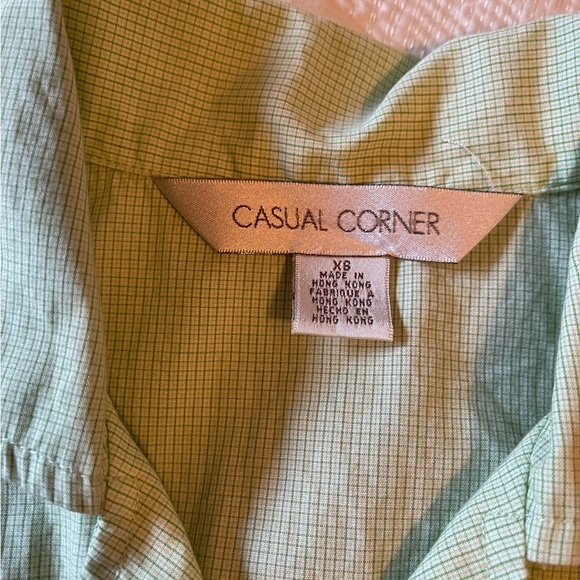 CASUAL CORNER
XS
MADE IN
HONG KONG
FABRIQUE A
HONG KONG
HECHO EN
HONG KONG